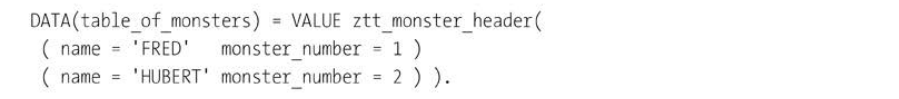 DATA(table_of_monsters) = VALUE ztt_monster_header(
( name = 'FRED'   monster_number = 1 )
( name = 'HUBERT' monster_number = 2 ) ).